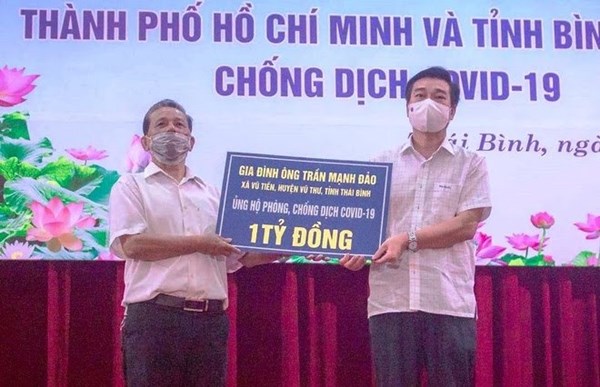 THÀNH PHỐ HỒ CHÍ MINH VÀ TỈNH BÌN
CHỐNG DỊCH COVID-19
ái Bình, ngà
GIA ĐÌNH ÔNG TRẦN MẠNH ĐẢO
XÃ VŨ TIẾN, HUYỆN VŨ THƯ, TỈNH THÁI BÌNH
ỦNG HỘ PHÒNG, CHỐNG DỊCH COVID-19
1 TỶ ĐỒNG